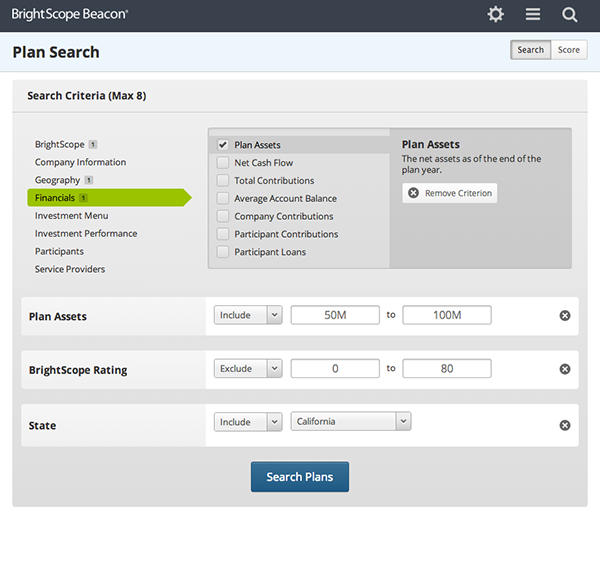 BrightScope Beacon®
Plan Search
Search Score
Search Criteria (Max 8)
BrightScope 1
Company Information
Geography 1
Financials 1
Investment Menu
Investment Performance
Participants
Service Providers
Plan Assets
Net Cash Flow
Total Contributions
Average Account Balance
Company Contributions
Participant Contributions
Participant Loans
Plan Assets
The net assets as of the end of the
plan year.
Remove Criterion
Plan Assets Include 50M to 100M
BrightScope Rating Exclude 0 to 80
State Include California
Search Plans